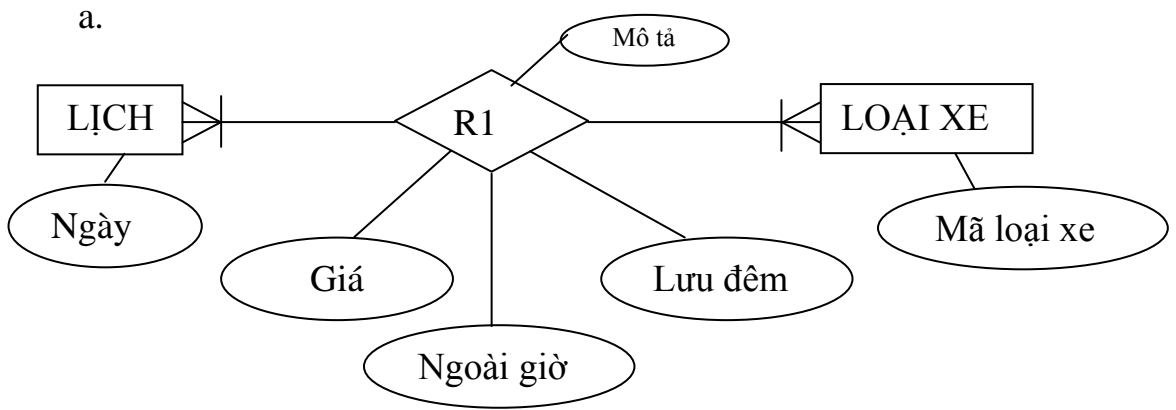 a.
Mô tả
LỊCH
R1
LOẠI XE
Ngày
Mã loại xe
Giá
Lưu đêm
Ngoài giờ